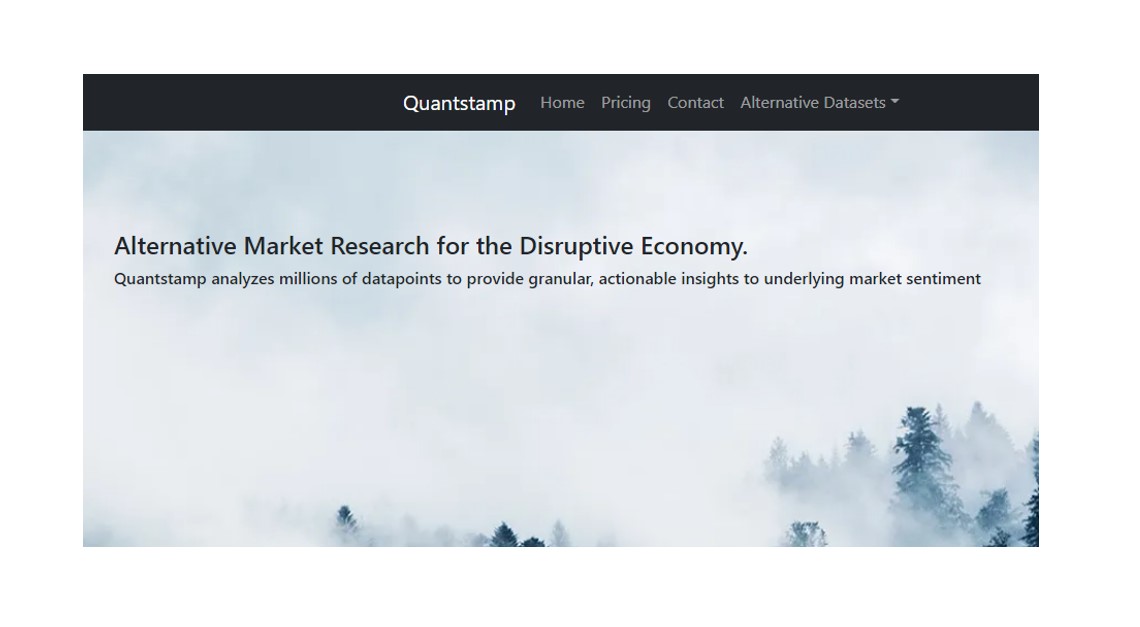 Quantstamp Home Pricing Contact Alternative Datasets
Alternative Market Research for the Disruptive Economy.
Quantstamp analyzes millions of datapoints to provide granular, actionable insights to underlying market sentiment